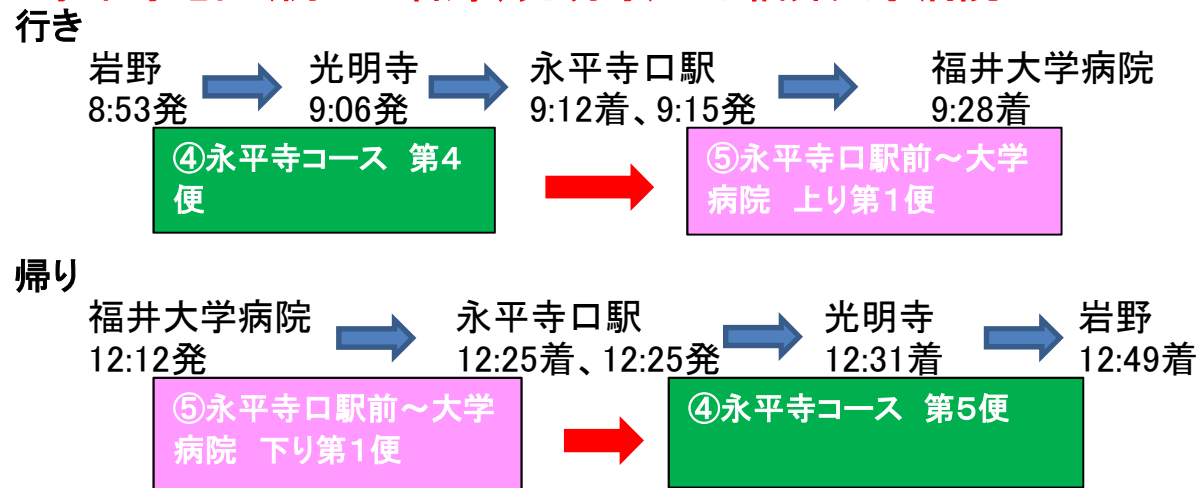 行き
岩野 光明寺 永平寺口駅 福井大学病院
8:53発 9:06発 9:12着、9:15発 9:28着
④永平寺コース 第4
便
⑤永平寺口駅前～大学
病院 上り第1便
帰り
福井大学病院 永平寺口駅 光明寺 岩野
12:12発 12:25着、12:25発 12:31着 12:49着
⑤永平寺口駅前～大学
病院 下り第1便
④永平寺コース 第5便